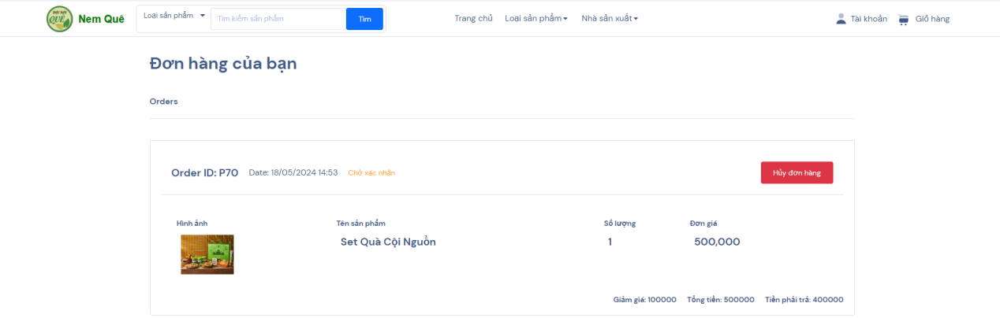 ĐẶC SẢN
QUÊ
Nem Quê
Loại sản phẩm
Tìm kiếm sản phẩm
Tìm
Trang chủ
Loại sản phẩm
Nhà sản xuất
Tài khoản
Giỏ hàng
Đơn hàng của bạn
Orders
Order ID: P70 Date: 18/05/2024 14:53 Chờ xác nhận
Hủy đơn hàng
Hình ảnh Tên sản phẩm Số lượng Đơn giá
Set Quà Cội Nguồn 1 500,000
Giảm giá: 100000 Tổng tiền: 500000 Tiền phải trả: 400000